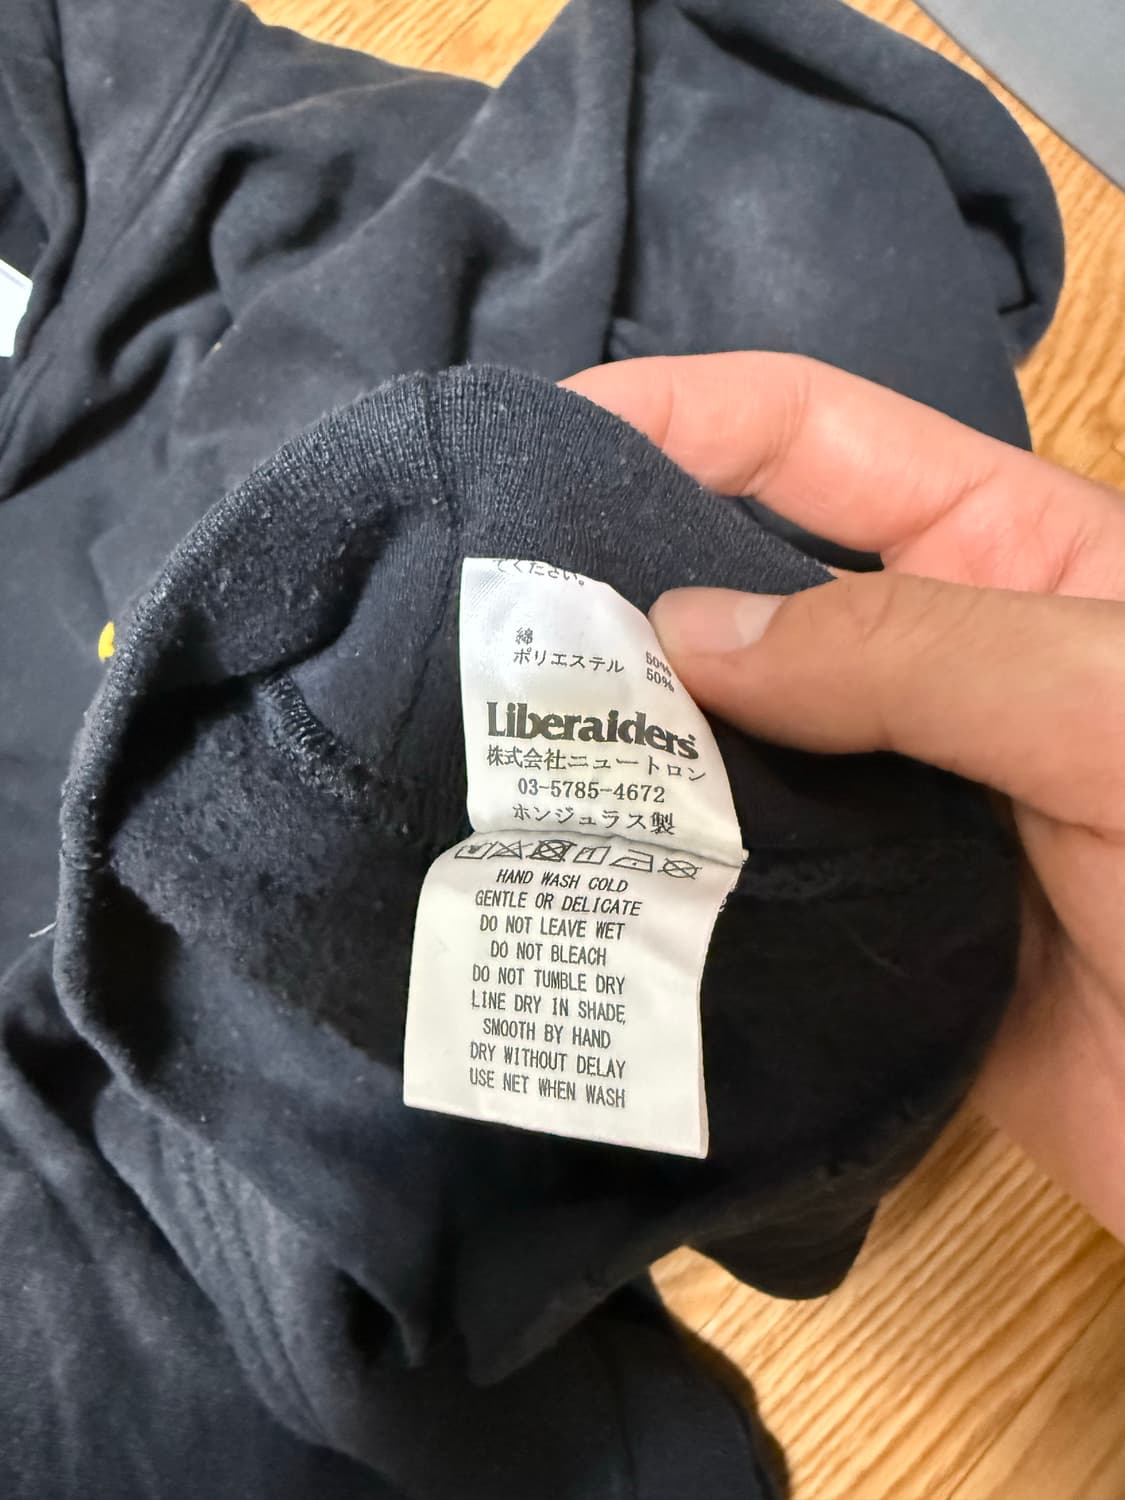 てください。
綿 50%
ポリエステル 50%
Liberaiders
株式会社ニュートロン
03-5785-4672
ホンジュラス製
HAND WASH COLD
GENTLE OR DELICATE
DO NOT LEAVE WET
DO NOT BLEACH
DO NOT TUMBLE DRY
LINE DRY IN SHADE,
SMOOTH BY HAND
DRY WITHOUT DELAY
USE NET WHEN WASH